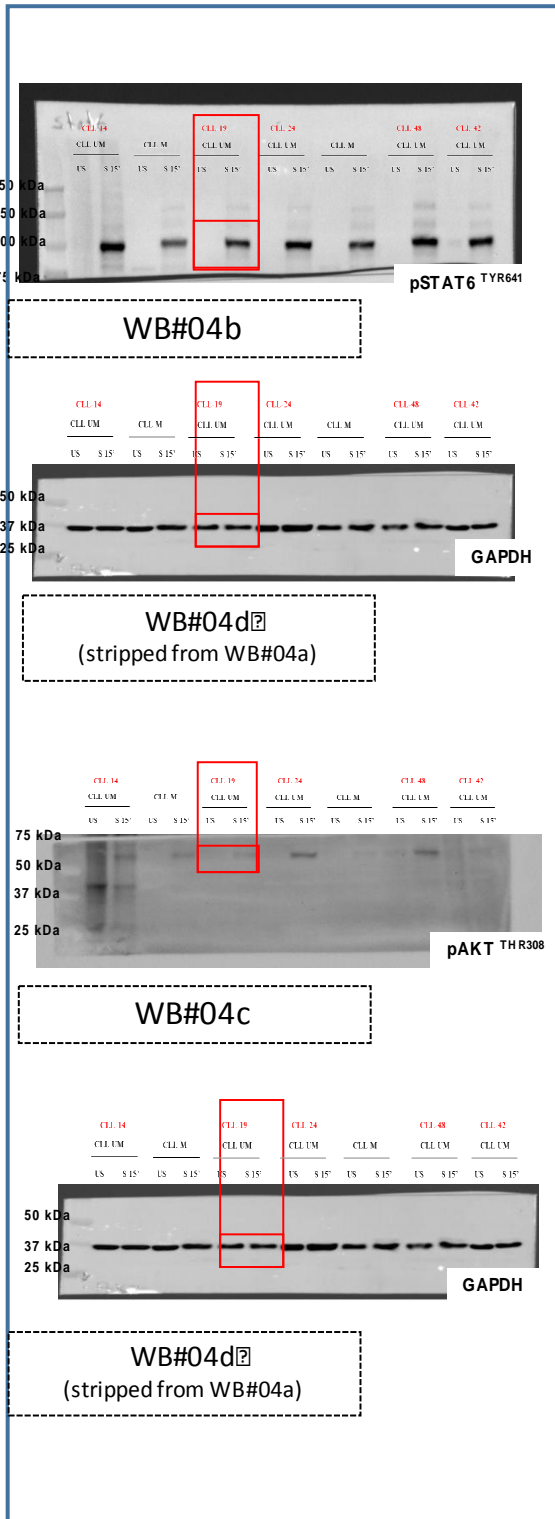 CLL 14 CLL 19 CLL 24 CLL 48 CLL 42
CLL UM CLL M CLL UM CLL UM CLL M CLL UM CLL UM
US S 15' US S 15' US S 15' US S 15' US S 15' US S 15' US S 15'
50 kDa
50 kDa
00 kDa
75 kDa
pSTAT6 TYR641
WB#04b
CLL 14 CLL 19 CLL 24 CLL 48 CLL 42
CLL UM CLL M CLL UM CLL UM CLL M CLL UM CLL UM
US S 15' US S 15' US S 15' US S 15' US S 15' US S 15' US S 15'
50 kDa
37 kDa
25 kDa
GAPDH
WB#04d
(stripped from WB#04a)
CLL 14 CLL 19 CLL 24 CLL 48 CLL 42
CLL UM CLL M CLL UM CLL UM CLL M CLL UM CLL UM
US S 15' US S 15' US S 15' US S 15' US S 15' US S 15' US S 15'
75 kDa
50 kDa
37 kDa
25 kDa
pAKT THR308
WB#04c
CLL 14 CLL 19 CLL 24 CLL 48 CLL 42
CLL UM CLL M CLL UM CLL UM CLL M CLL UM CLL UM
US S 15' US S 15' US S 15' US S 15' US S 15' US S 15' US S 15'
50 kDa
37 kDa
25 kDa
GAPDH
WB#04d
(stripped from WB#04a)